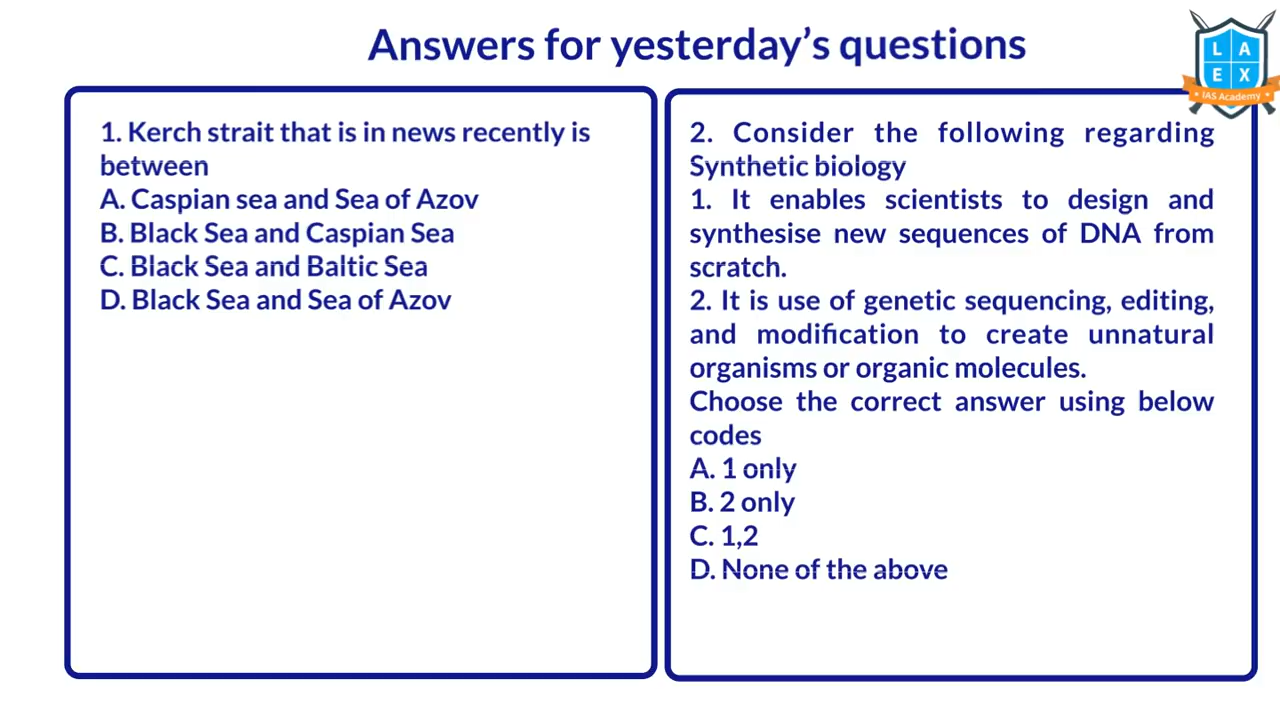 Answers for yesterday's questions
L A
E X
IAS Academy
1. Kerch strait that is in news recently is
between
A. Caspian sea and Sea of Azov
B. Black Sea and Caspian Sea
C. Black Sea and Baltic Sea
D. Black Sea and Sea of Azov
2. Consider the following regarding
Synthetic biology
1. It enables scientists to design and
synthesise new sequences of DNA from
scratch.
2. It is use of genetic sequencing, editing,
and modification to create unnatural
organisms or organic molecules.
Choose the correct answer using below
codes
A. 1 only
B. 2 only
C. 1,2
D. None of the above